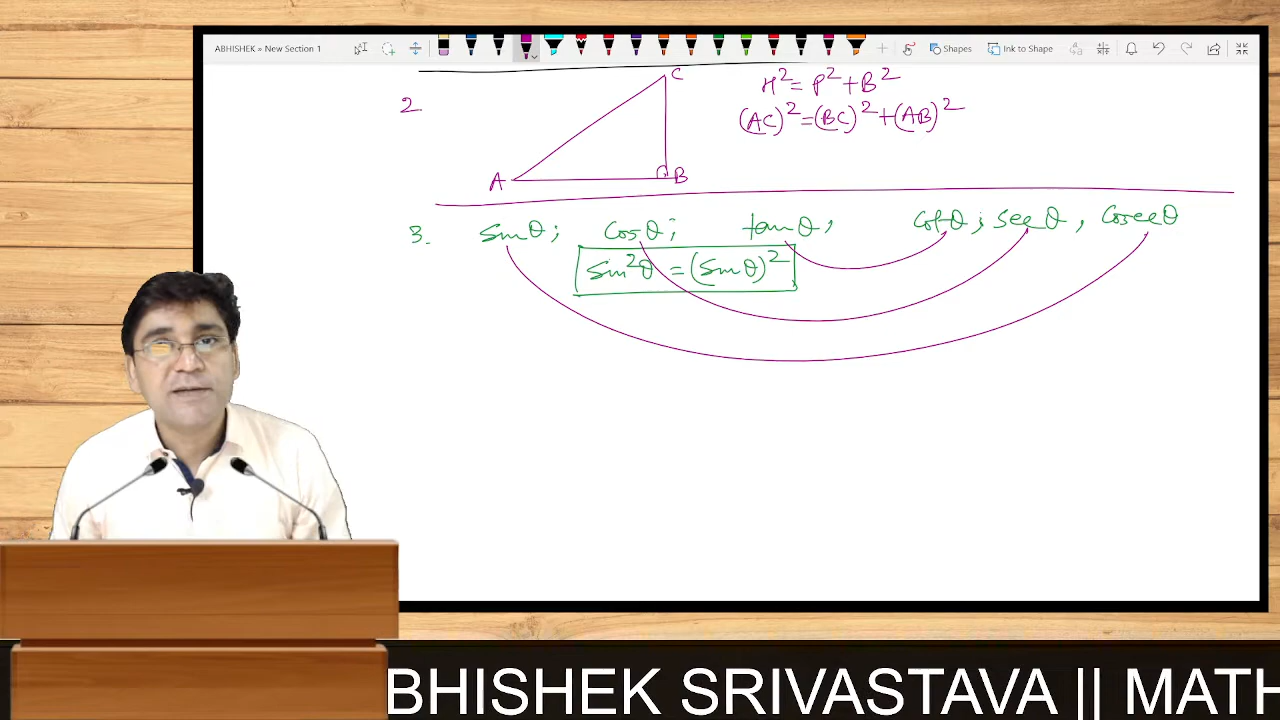 ABHISHEK » New Section 1
Shapes
Ink to Shape
2
C
A
B
H² = P² + B²
(AC)² = (BC)² + (AB)²
3. sinθ ; cosθ ; tanθ ; cotθ ; secθ , cosecθ
sin²θ = (sinθ)²
BHISHEK SRIVASTAVA || MATH